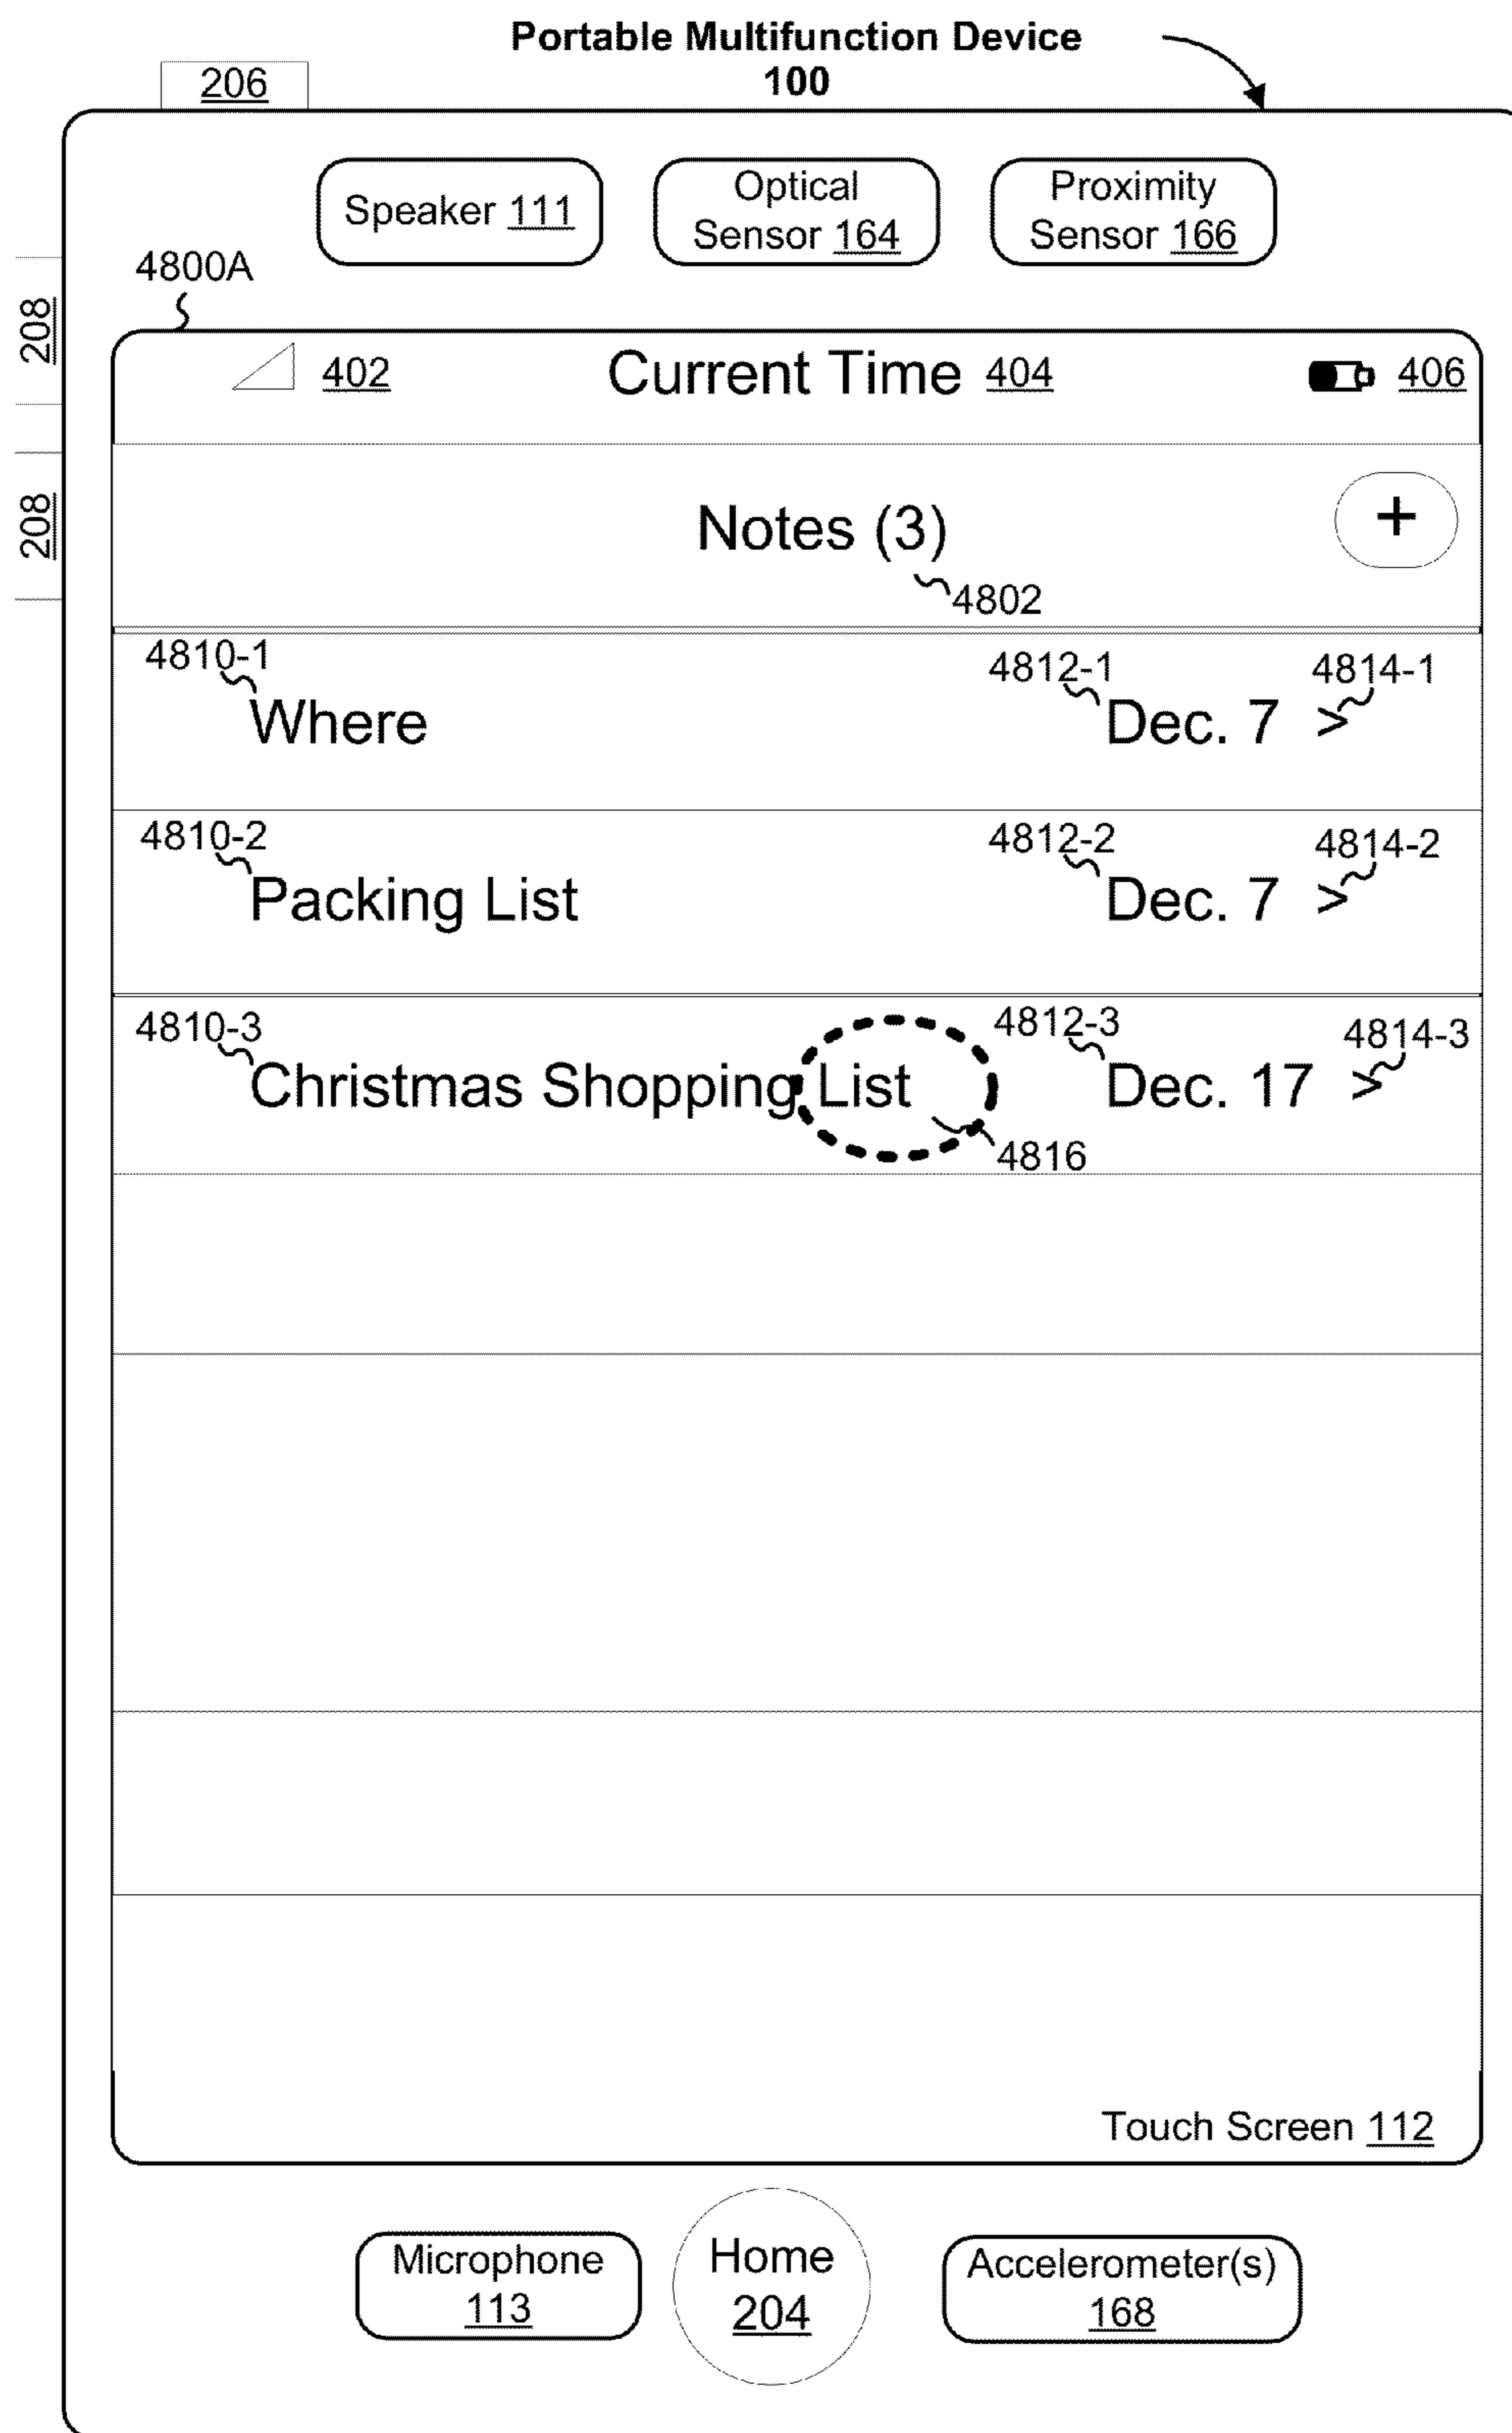 Portable Multifunction Device
100
206
Speaker 111
Optical
Sensor 164
Proximity
Sensor 166
4800A
208
402
Current Time 404
406
208
Notes (3)
+
4802
4810-1
4812-1
4814-1
Where
Dec. 7 >
4810-2
4812-2
4814-2
Packing List
Dec. 7 >
4810-3
4812-3
4814-3
Christmas Shopping List
Dec. 17 >
4816
Touch Screen 112
Microphone
113
Home
204
Accelerometer(s)
168